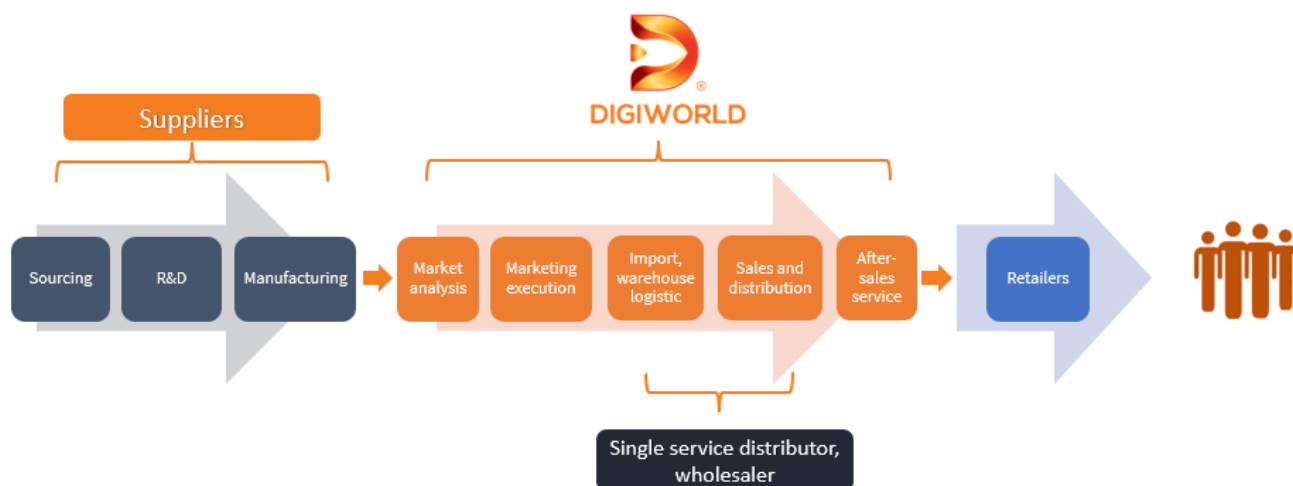 DIGIWORLD
®
Suppliers
Sourcing
R&D
Manufacturing
Market
analysis
Marketing
execution
Import,
warehouse
logistic
Sales and
distribution
After-
sales
service
Retailers
Single service distributor,
wholesaler